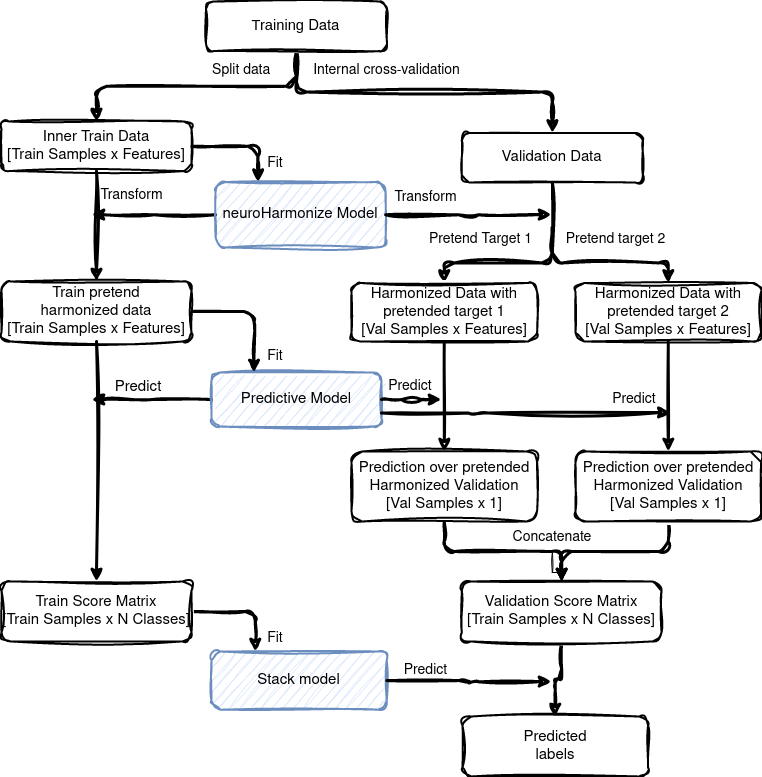 Training Data
Split data
Internal cross-validation
Inner Train Data
[Train Samples x Features]
Fit
Validation Data
Transform
neuroHarmonize Model
Transform
Pretend Target 1
Pretend target 2
Train pretend
harmonized data
[Train Samples x Features]
Harmonized Data with
pretended target 1
[Val Samples x Features]
Harmonized Data with
pretended target 2
[Val Samples x Features]
Fit
Predict
Predictive Model
Predict
Predict
Prediction over pretended
Harmonized Validation
[Val Samples x 1]
Prediction over pretended
Harmonized Validation
[Val Samples x 1]
Concatenate
Train Score Matrix
[Train Samples x N Classes]
Validation Score Matrix
[Train Samples x N Classes]
Fit
Stack model
Predict
Predicted
labels